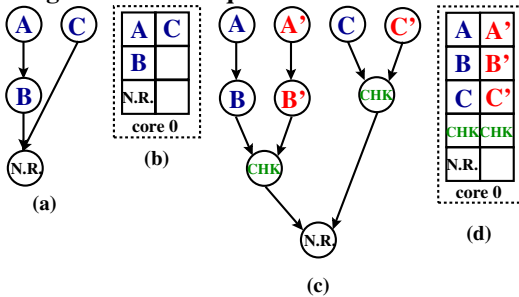 A C A C A A' C C' A A'
B B B'
B B B' CHK C C'
N.R. CHK CHK
core 0 CHK N.R.
N.R. (b) core 0
(a) N.R. (d)
(c)